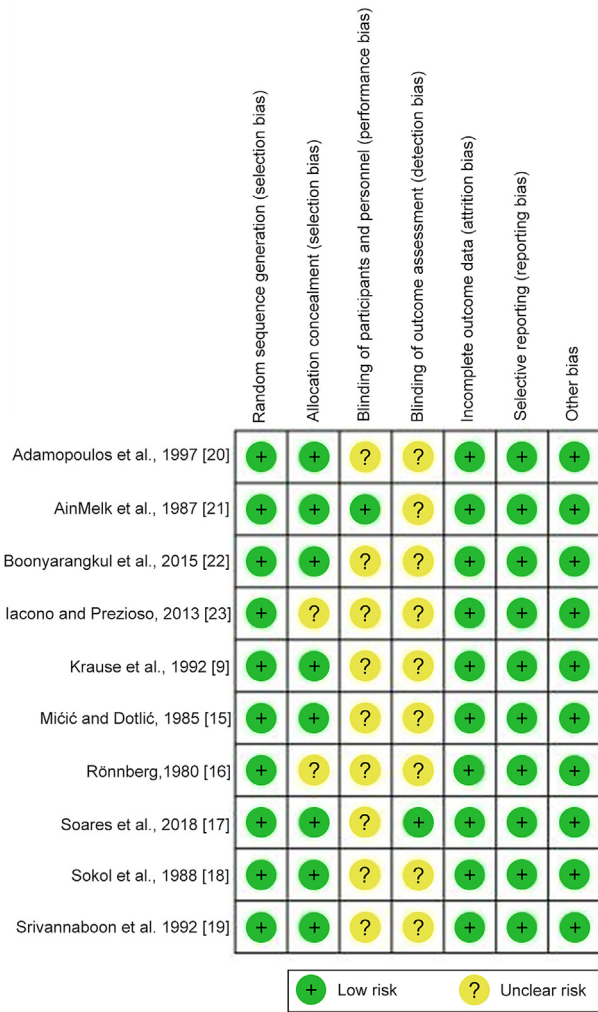 Random sequence generation (selection bias)
Allocation concealment (selection bias)
Blinding of participants and personnel (performance bias)
Blinding of outcome assessment (detection bias)
Incomplete outcome data (attrition bias)
Selective reporting (reporting bias)
Other bias
Adamopoulos et al., 1997 [20] + + ? ? + + +
AinMelk et al., 1987 [21] + + + ? + + +
Boonyarangkul et al., 2015 [22] + + ? ? + + +
Iacono and Prezioso, 2013 [23] + ? ? ? + + +
Krause et al., 1992 [9] + + ? ? + + +
Mićić and Dotlić, 1985 [15] + + ? ? + + +
Rönnberg,1980 [16] + ? ? ? + + +
Soares et al., 2018 [17] + + ? + + + +
Sokol et al., 1988 [18] + + ? ? + + +
Srivannaboon et al. 1992 [19] + + ? ? + + +
+ Low risk ? Unclear risk